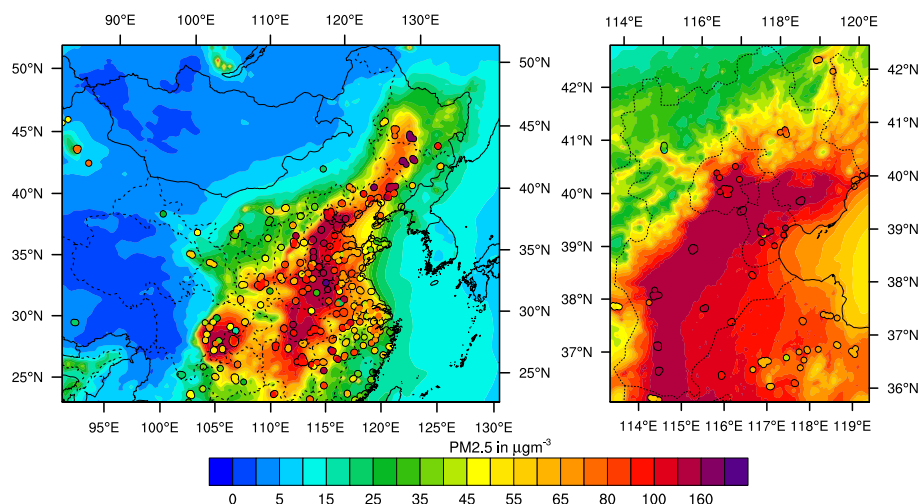 90°E 100°E 110°E 120°E 130°E
114°E 116°E 118°E 120°E
50°N 50°N
45°N 45°N
40°N 40°N
35°N 35°N
30°N 30°N
25°N 25°N
42°N 42°N
41°N 41°N
40°N 40°N
39°N 39°N
38°N 38°N
37°N 37°N
36°N
95°E 100°E 105°E 110°E 115°E 120°E 125°E 130°E
114°E 115°E 116°E 117°E 118°E 119°E
PM2.5 in µgm-3
0 5 15 25 35 45 55 65 80 100 160